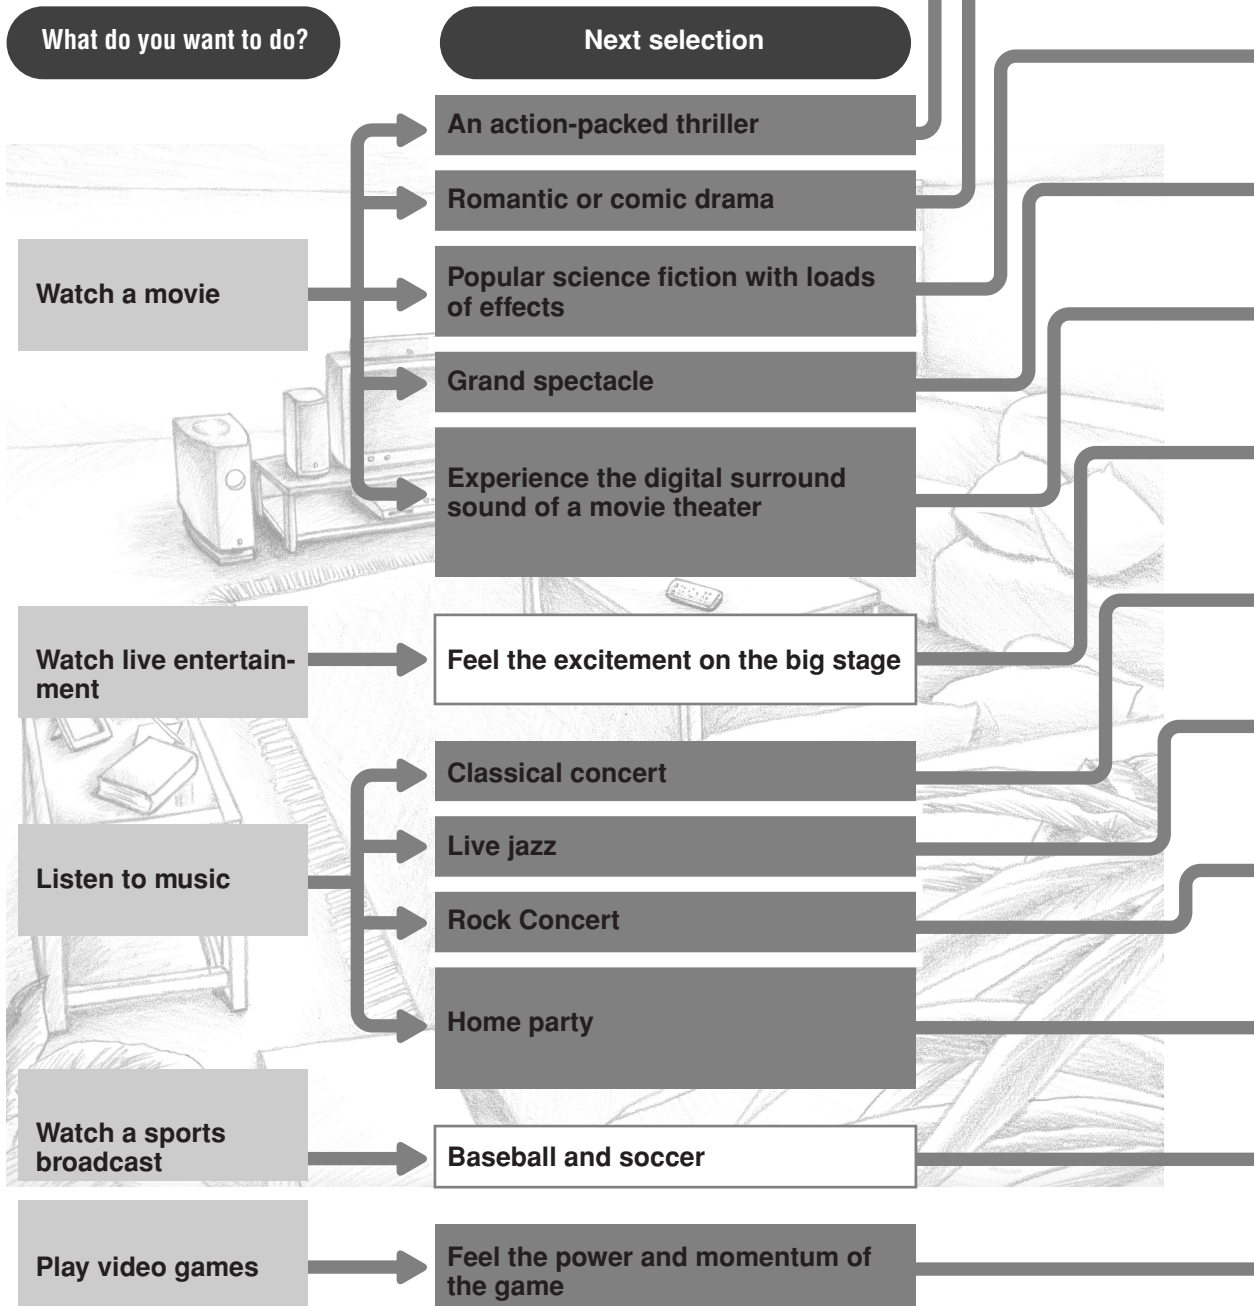 What do you want to do?
Next selection
An action-packed thriller
Romantic or comic drama
Watch a movie
Popular science fiction with loads
of effects
Grand spectacle
Experience the digital surround
sound of a movie theater
Watch live entertain-
ment
Feel the excitement on the big stage
Classical concert
Listen to music
Live jazz
Rock Concert
Home party
Watch a sports
broadcast
Baseball and soccer
Play video games
Feel the power and momentum of
the game